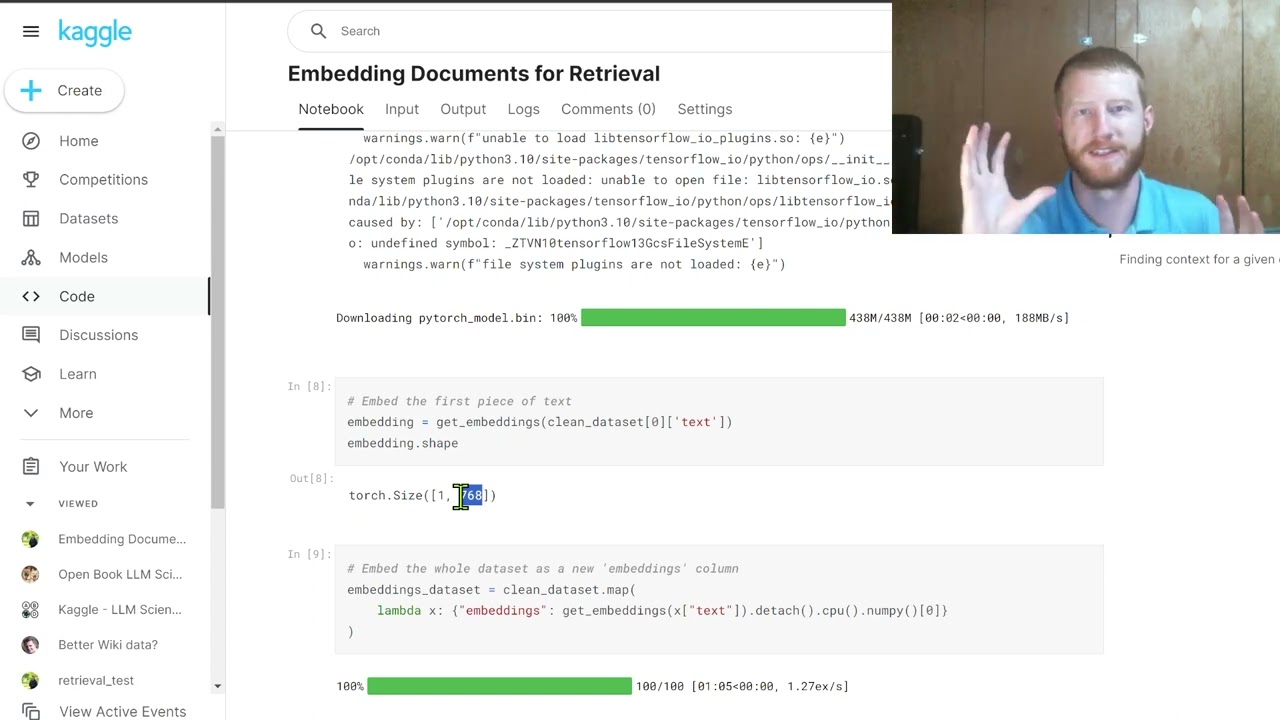 kaggle
Search
Create
Embedding Documents for Retrieval
Notebook Input Output Logs Comments (0) Settings
Home
Competitions
Datasets
Models
Code
Discussions
Learn
More
Your Work
VIEWED
Embedding Docume...
Open Book LLM Sci...
Kaggle - LLM Scien...
Better Wiki data?
retrieval_test
View Active Events
warnings.warn(f"unable to load libtensorflow_io_plugins.so: {e}")
/opt/conda/lib/python3.10/site-packages/tensorflow_io/python/ops/__init__
le system plugins are not loaded: unable to open file: libtensorflow_io.so
nda/lib/python3.10/site-packages/tensorflow_io/python/ops/libtensorflow_io
caused by: ['/opt/conda/lib/python3.10/site-packages/tensorflow_io/python
o: undefined symbol: _ZTVN10tensorflow13GcsFileSystemE']
warnings.warn(f"file system plugins are not loaded: {e}")
Finding context for a given
Downloading pytorch_model.bin: 100% 438M/438M [00:02<00:00, 188MB/s]
In [8]:
# Embed the first piece of text
embedding = get_embeddings(clean_dataset[0]['text'])
embedding.shape
Out[8]:
torch.Size([1, 768])
In [9]:
# Embed the whole dataset as a new 'embeddings' column
embeddings_dataset = clean_dataset.map(
lambda x: {"embeddings": get_embeddings(x["text"]).detach().cpu().numpy()[0]}
)
100% 100/100 [01:05<00:00, 1.27ex/s]